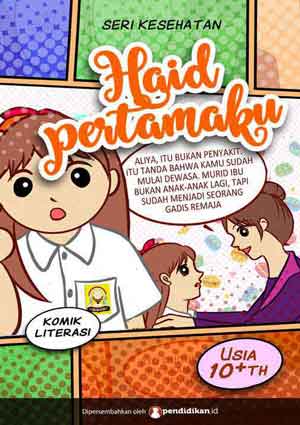 SERI KESEHATAN
Haid
pertamaku
ALIYA, ITU BUKAN PENYAKIT.
ITU TANDA BAHWA KAMU SUDAH
MULAI DEWASA. MURID IBU
BUKAN ANAK-ANAK LAGI, TAPI
SUDAH MENJADI SEORANG
GADIS REMAJA
KOMIK
LITERASI
USIA
10+TH
Dipersembahkan oleh pendidikan.id